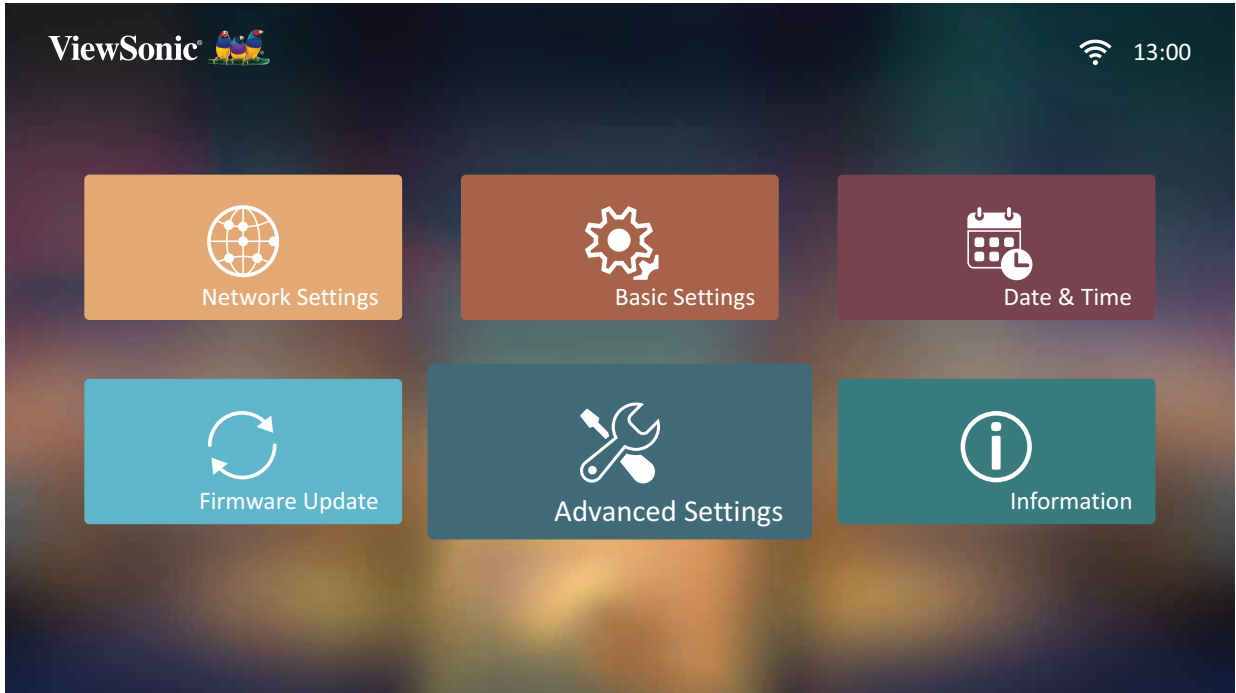 ViewSonic®
13:00
Network Settings
Basic Settings
Date & Time
Firmware Update
Advanced Settings
Information